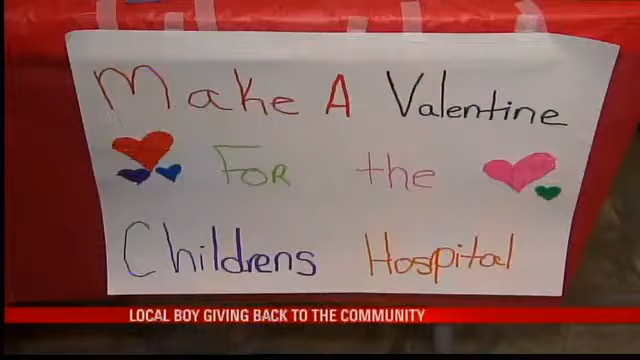 Make A Valentine
For the
Childrens Hospital
LOCAL BOY GIVING BACK TO THE COMMUNITY